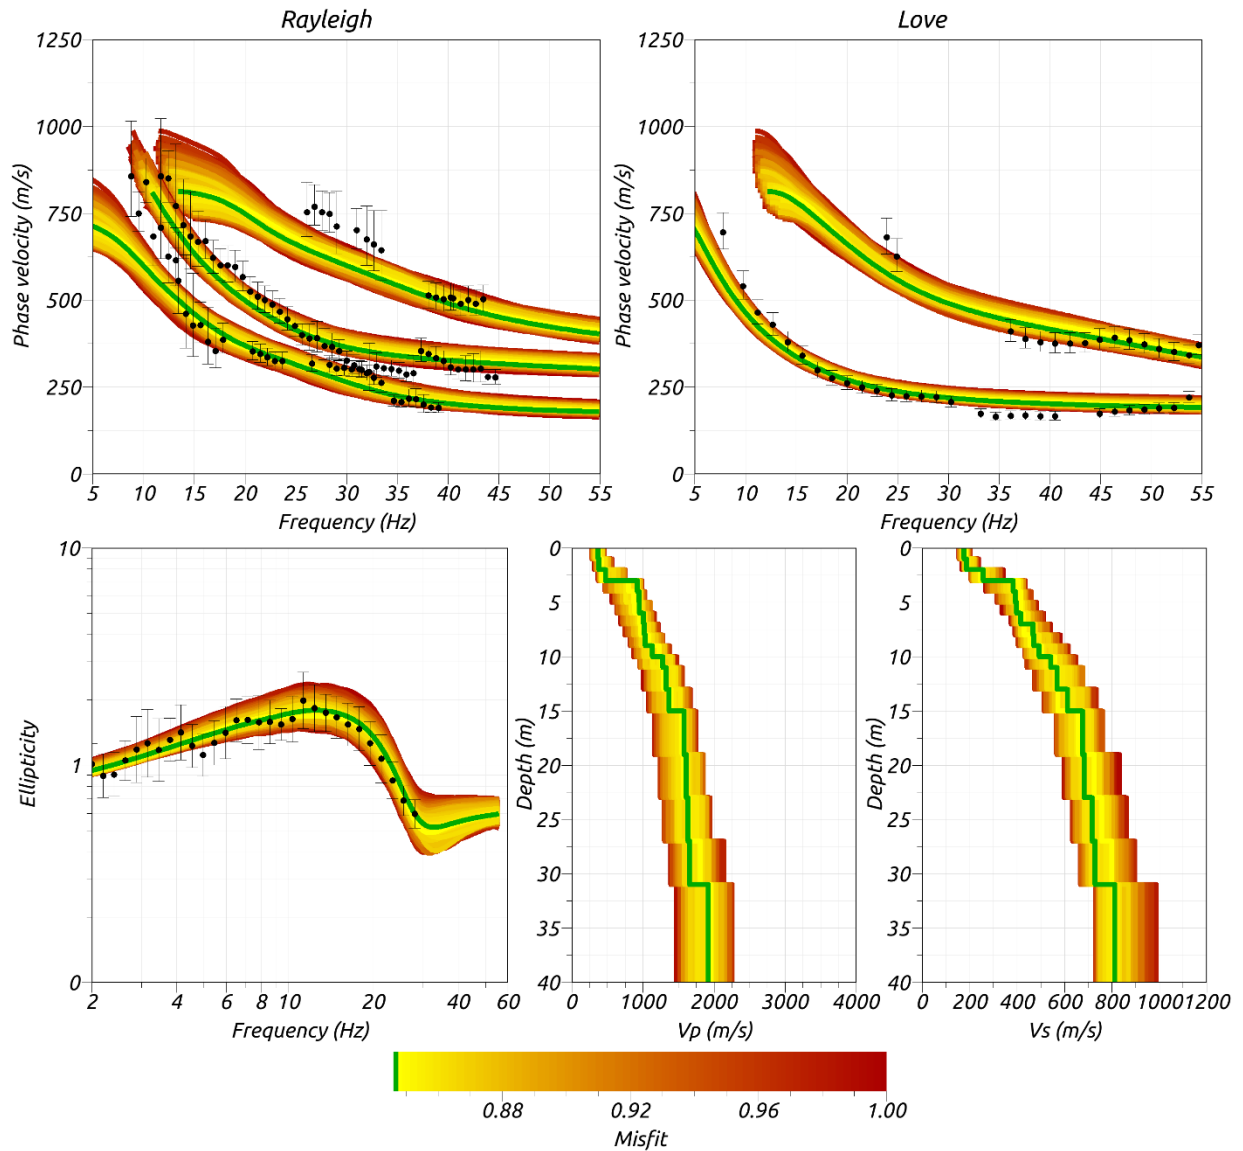 Rayleigh
1250
1000
750
500
250
0
Phase velocity (m/s)
5 10 15 20 25 30 35 40 45 50 55
Frequency (Hz)
Love
1250
1000
750
500
250
0
Phase velocity (m/s)
5 10 15 20 25 30 35 40 45 50 55
Frequency (Hz)
10
1
0
Ellipticity
2 4 6 8 10 20 40 60
Frequency (Hz)
0
5
10
15
20
25
30
35
40
Depth (m)
0 1000 2000 3000 4000
Vp (m/s)
0
5
10
15
20
25
30
35
40
Depth (m)
0 200 400 600 800 1000 1200
Vs (m/s)
0.88 0.92 0.96 1.00
Misfit